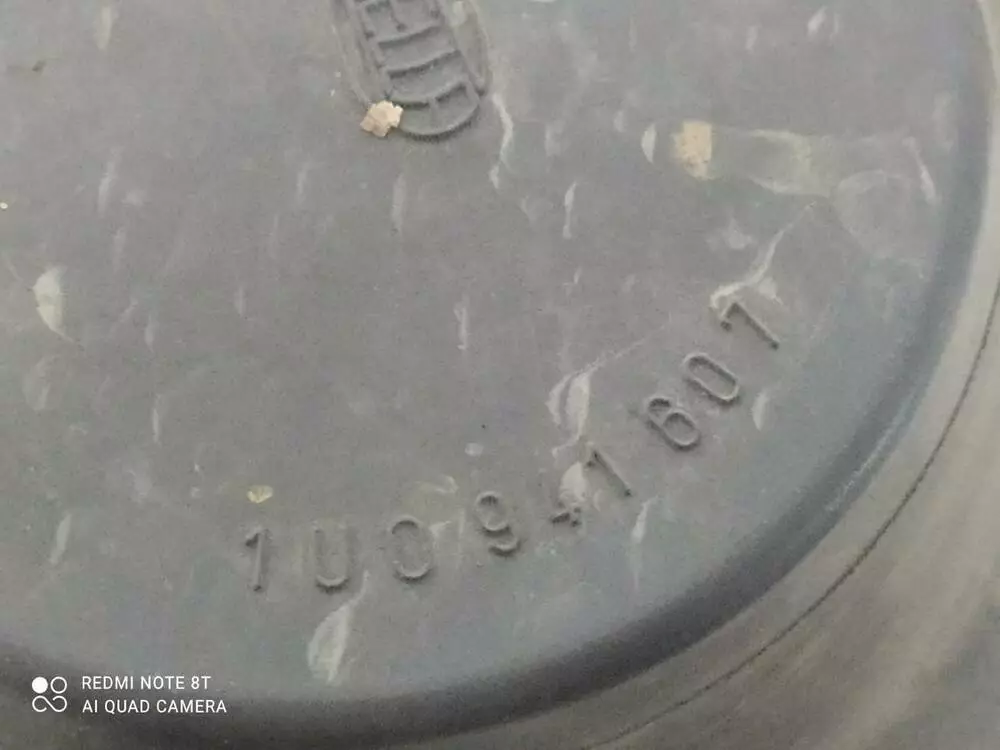 1U0941607
REDMI NOTE 8T
AI QUAD CAMERA